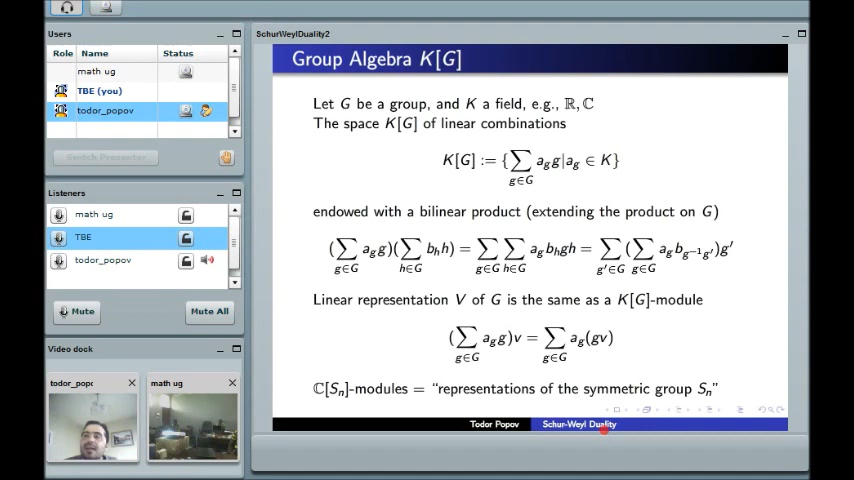 Users
Role Name Status
math ug
TBE (you)
todor_popov
Switch Presenter
Listeners
math ug
TBE
todor_popov
Mute
Mute All
Video dock
todor_popc
math ug
SchurWeylDuality2
Group Algebra K[G]
Let G be a group, and K a field, e.g., ℝ, ℂ
The space K[G] of linear combinations
K[G] := {∑_{g∈G} a_g g|a_g ∈ K}
endowed with a bilinear product (extending the product on G)
(∑_{g∈G} a_g g)(∑_{h∈G} b_h h) = ∑_{g∈G} ∑_{h∈G} a_g b_h gh = ∑_{g′∈G} (∑_{g∈G} a_g b_{g⁻¹g′})g′
Linear representation V of G is the same as a K[G]-module
(∑_{g∈G} a_g g)v = ∑_{g∈G} a_g(gv)
ℂ[S_n]-modules = “representations of the symmetric group S_n”
Todor Popov Schur-Weyl Duality